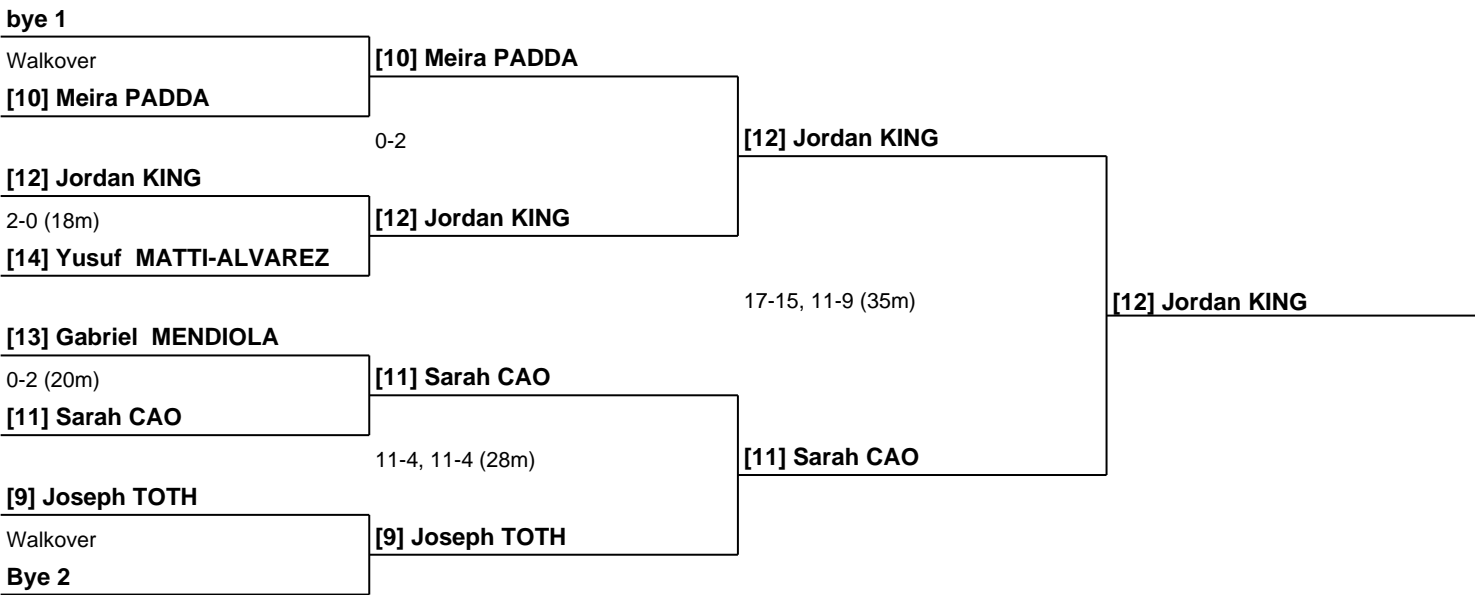 bye 1
Walkover
[10] Meira PADDA
[10] Meira PADDA
0-2
[12] Jordan KING
[12] Jordan KING
2-0 (18m)
[12] Jordan KING
[14] Yusuf  MATTI-ALVAREZ
17-15, 11-9 (35m)
[12] Jordan KING
[13] Gabriel  MENDIOLA
0-2 (20m)
[11] Sarah CAO
[11] Sarah CAO
11-4, 11-4 (28m)
[11] Sarah CAO
[9] Joseph TOTH
Walkover
[9] Joseph TOTH
Bye 2